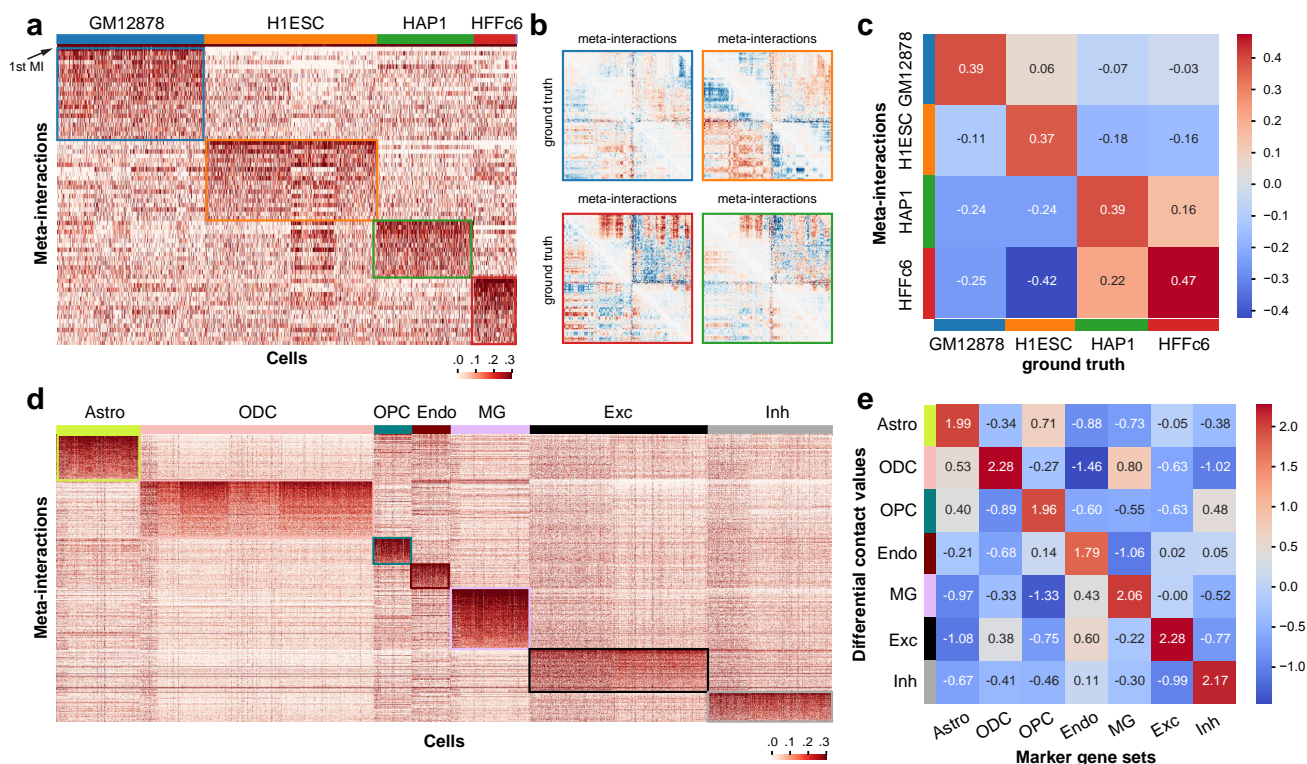 a
GM12878 H1ESC HAP1 HFFc6
1st MI
Meta-interactions
Cells
.0 .1 .2 .3
b
meta-interactions meta-interactions
ground truth
meta-interactions meta-interactions
ground truth
c
GM12878 0.39 0.06 -0.07 -0.03
H1ESC -0.11 0.37 -0.18 -0.16
HAP1 -0.24 -0.24 0.39 0.16
HFFc6 -0.25 -0.42 0.22 0.47
Meta-interactions
GM12878 H1ESC HAP1 HFFc6
ground truth
0.4
0.3
0.2
0.1
0.0
-0.1
-0.2
-0.3
-0.4
d
Astro ODC OPC Endo MG Exc Inh
Meta-interactions
Cells
.0 .1 .2 .3
e
Differential contact values
Astro 1.99 -0.34 0.71 -0.88 -0.73 -0.05 -0.38
ODC 0.53 2.28 -0.27 -1.46 0.80 -0.63 -1.02
OPC 0.40 -0.89 1.96 -0.60 -0.55 -0.63 0.48
Endo -0.21 -0.68 0.14 1.79 -1.06 0.02 0.05
MG -0.97 -0.33 -1.33 0.43 2.06 -0.00 -0.52
Exc -1.08 0.38 -0.75 0.60 -0.22 2.28 -0.77
Inh -0.67 -0.41 -0.46 0.11 -0.30 -0.99 2.17
Astro ODC OPC Endo MG Exc Inh
Marker gene sets
2.0
1.5
1.0
0.5
0.0
-0.5
-1.0